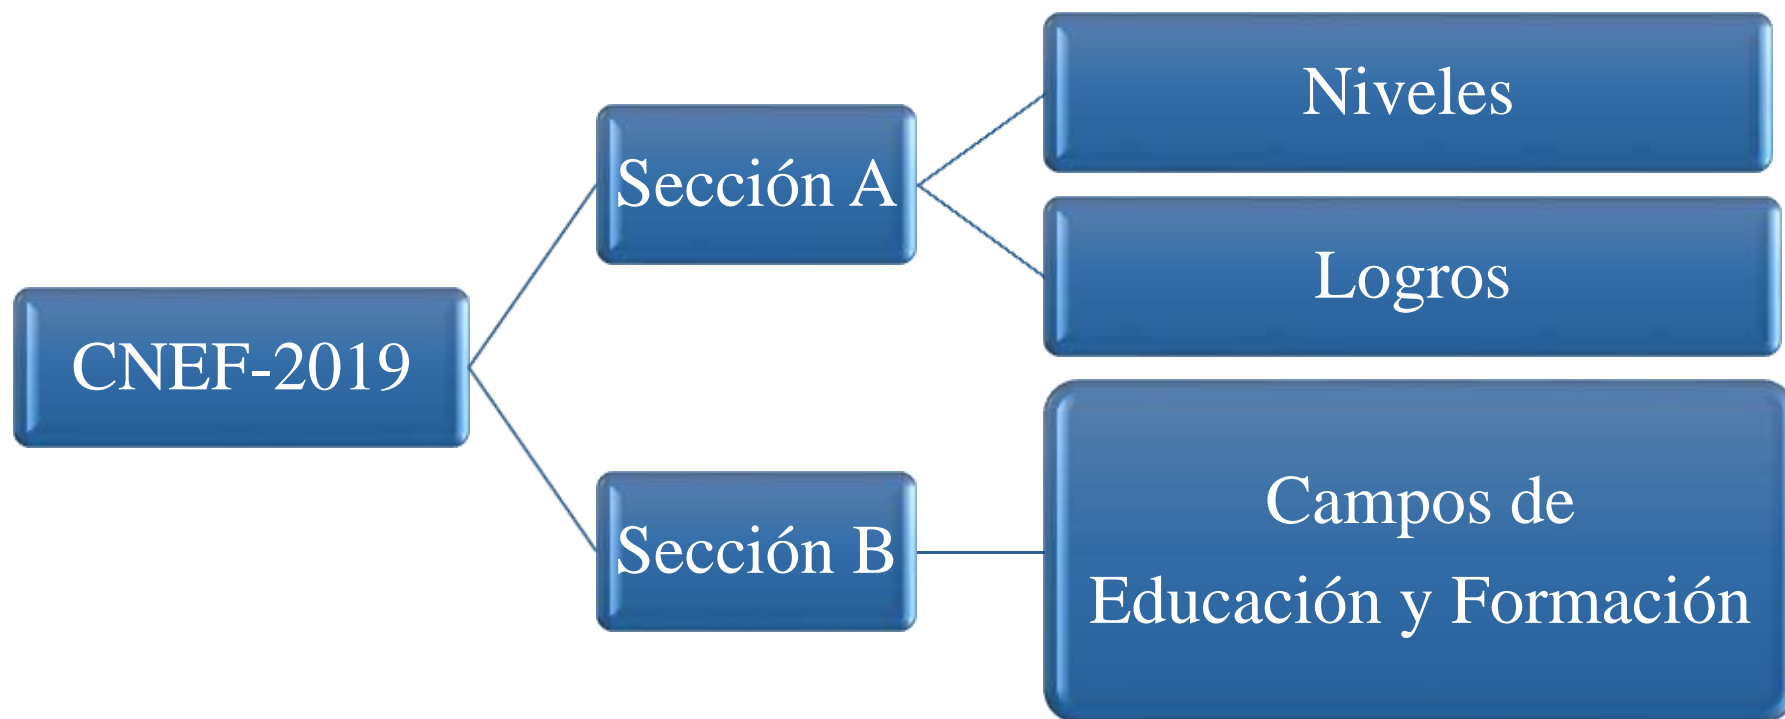 CNEF-2019
Sección A
Niveles
Logros
Sección B
Campos de
Educación y Formación